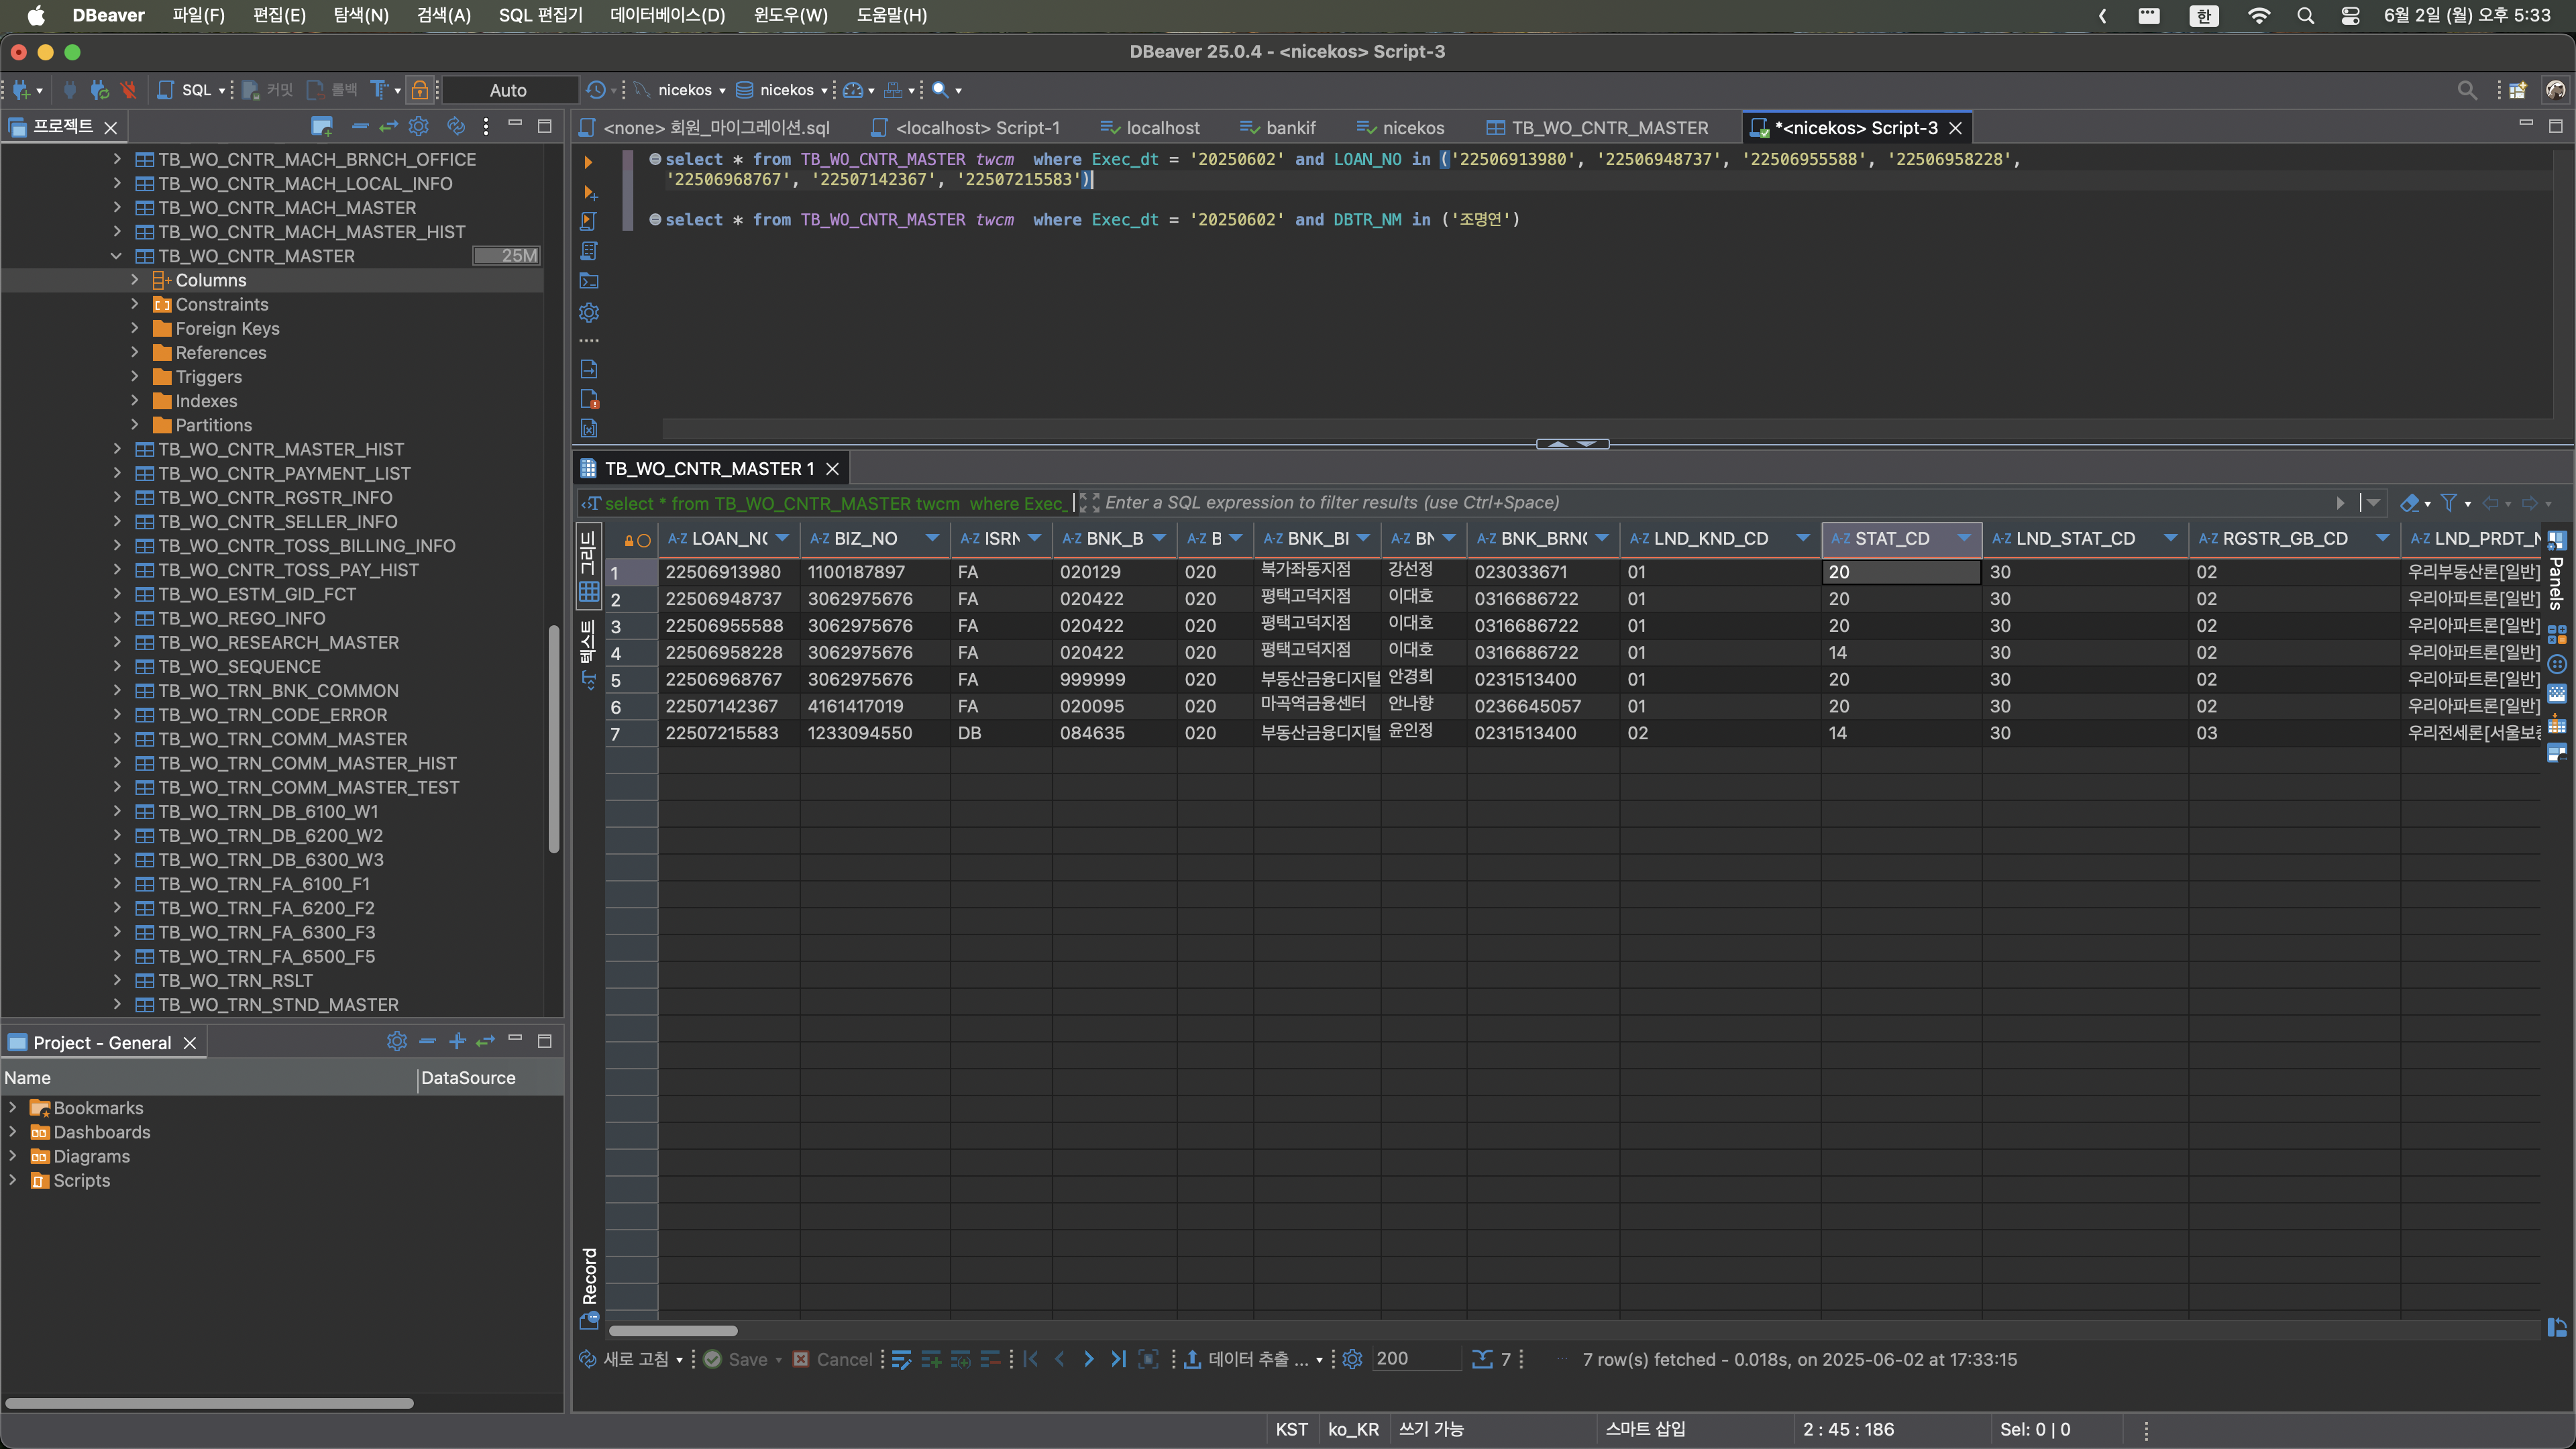 DBeaver 파일(F) 편집(E) 탐색(N) 검색(A) SQL 편집기 데이터베이스(D) 윈도우(W) 도움말(H) 한 6월 2일 (월) 오후 5:33
DBeaver 25.0.4 - <nicekos> Script-3
SQL 커밋 롤백 T Auto nicekos nicekos
프로젝트
TB_WO_CNTR_MACH_BRNCH_OFFICE
TB_WO_CNTR_MACH_LOCAL_INFO
TB_WO_CNTR_MACH_MASTER
TB_WO_CNTR_MACH_MASTER_HIST
TB_WO_CNTR_MASTER 25M
Columns
Constraints
Foreign Keys
References
Triggers
Indexes
Partitions
TB_WO_CNTR_MASTER_HIST
TB_WO_CNTR_PAYMENT_LIST
TB_WO_CNTR_RGSTR_INFO
TB_WO_CNTR_SELLER_INFO
TB_WO_CNTR_TOSS_BILLING_INFO
TB_WO_CNTR_TOSS_PAY_HIST
TB_WO_ESTM_GID_FCT
TB_WO_REGO_INFO
TB_WO_RESEARCH_MASTER
TB_WO_SEQUENCE
TB_WO_TRN_BNK_COMMON
TB_WO_TRN_CODE_ERROR
TB_WO_TRN_COMM_MASTER
TB_WO_TRN_COMM_MASTER_HIST
TB_WO_TRN_COMM_MASTER_TEST
TB_WO_TRN_DB_6100_W1
TB_WO_TRN_DB_6200_W2
TB_WO_TRN_DB_6300_W3
TB_WO_TRN_FA_6100_F1
TB_WO_TRN_FA_6200_F2
TB_WO_TRN_FA_6300_F3
TB_WO_TRN_FA_6500_F5
TB_WO_TRN_RSLT
TB_WO_TRN_STND_MASTER
Project - General
Name DataSource
Bookmarks
Dashboards
Diagrams
Scripts
<none> 회원_마이그레이션.sql <localhost> Script-1 localhost bankif nicekos TB_WO_CNTR_MASTER *<nicekos> Script-3
select * from TB_WO_CNTR_MASTER twcm where Exec_dt = '20250602' and LOAN_NO in ('22506913980', '22506948737', '22506955588', '22506958228',
'22506968767', '22507142367', '22507215583')
select * from TB_WO_CNTR_MASTER twcm where Exec_dt = '20250602' and DBTR_NM in ('조명연')
TB_WO_CNTR_MASTER 1
select * from TB_WO_CNTR_MASTER twcm where Exec_ Enter a SQL expression to filter results (use Ctrl+Space)
그리드
텍스트
Record
Panels
A-Z LOAN_N A-Z BIZ_NO A-Z ISRN A-Z BNK_B A-Z B A-Z BNK_BI A-Z BN A-Z BNK_BRN A-Z LND_KND_CD A-Z STAT_CD A-Z LND_STAT_CD A-Z RGSTR_GB_CD A-Z LND_PRDT_N
1 22506913980 1100187897 FA 020129 020 북가좌동지점 강선정 023033671 01 20 30 02 우리부동산론[일반]
2 22506948737 3062975676 FA 020422 020 평택고덕지점 이대호 0316686722 01 20 30 02 우리아파트론[일반]
3 22506955588 3062975676 FA 020422 020 평택고덕지점 이대호 0316686722 01 20 30 02 우리아파트론[일반]
4 22506958228 3062975676 FA 020422 020 평택고덕지점 이대호 0316686722 01 14 30 02 우리아파트론[일반]
5 22506968767 3062975676 FA 999999 020 부동산금융디지털 안경희 0231513400 01 20 30 02 우리아파트론[일반]
6 22507142367 4161417019 FA 020095 020 마곡역금융센터 안나향 0236645057 01 20 30 02 우리아파트론[일반]
7 22507215583 1233094550 DB 084635 020 부동산금융디지털 윤인정 0231513400 02 14 30 03 우리전세론[서울보증
새로 고침 Save Cancel 데이터 추출 ... 200 7 ... 7 row(s) fetched - 0.018s, on 2025-06-02 at 17:33:15
KST ko_KR 쓰기 가능 스마트 삽입 2 : 45 : 186 Sel: 0 | 0